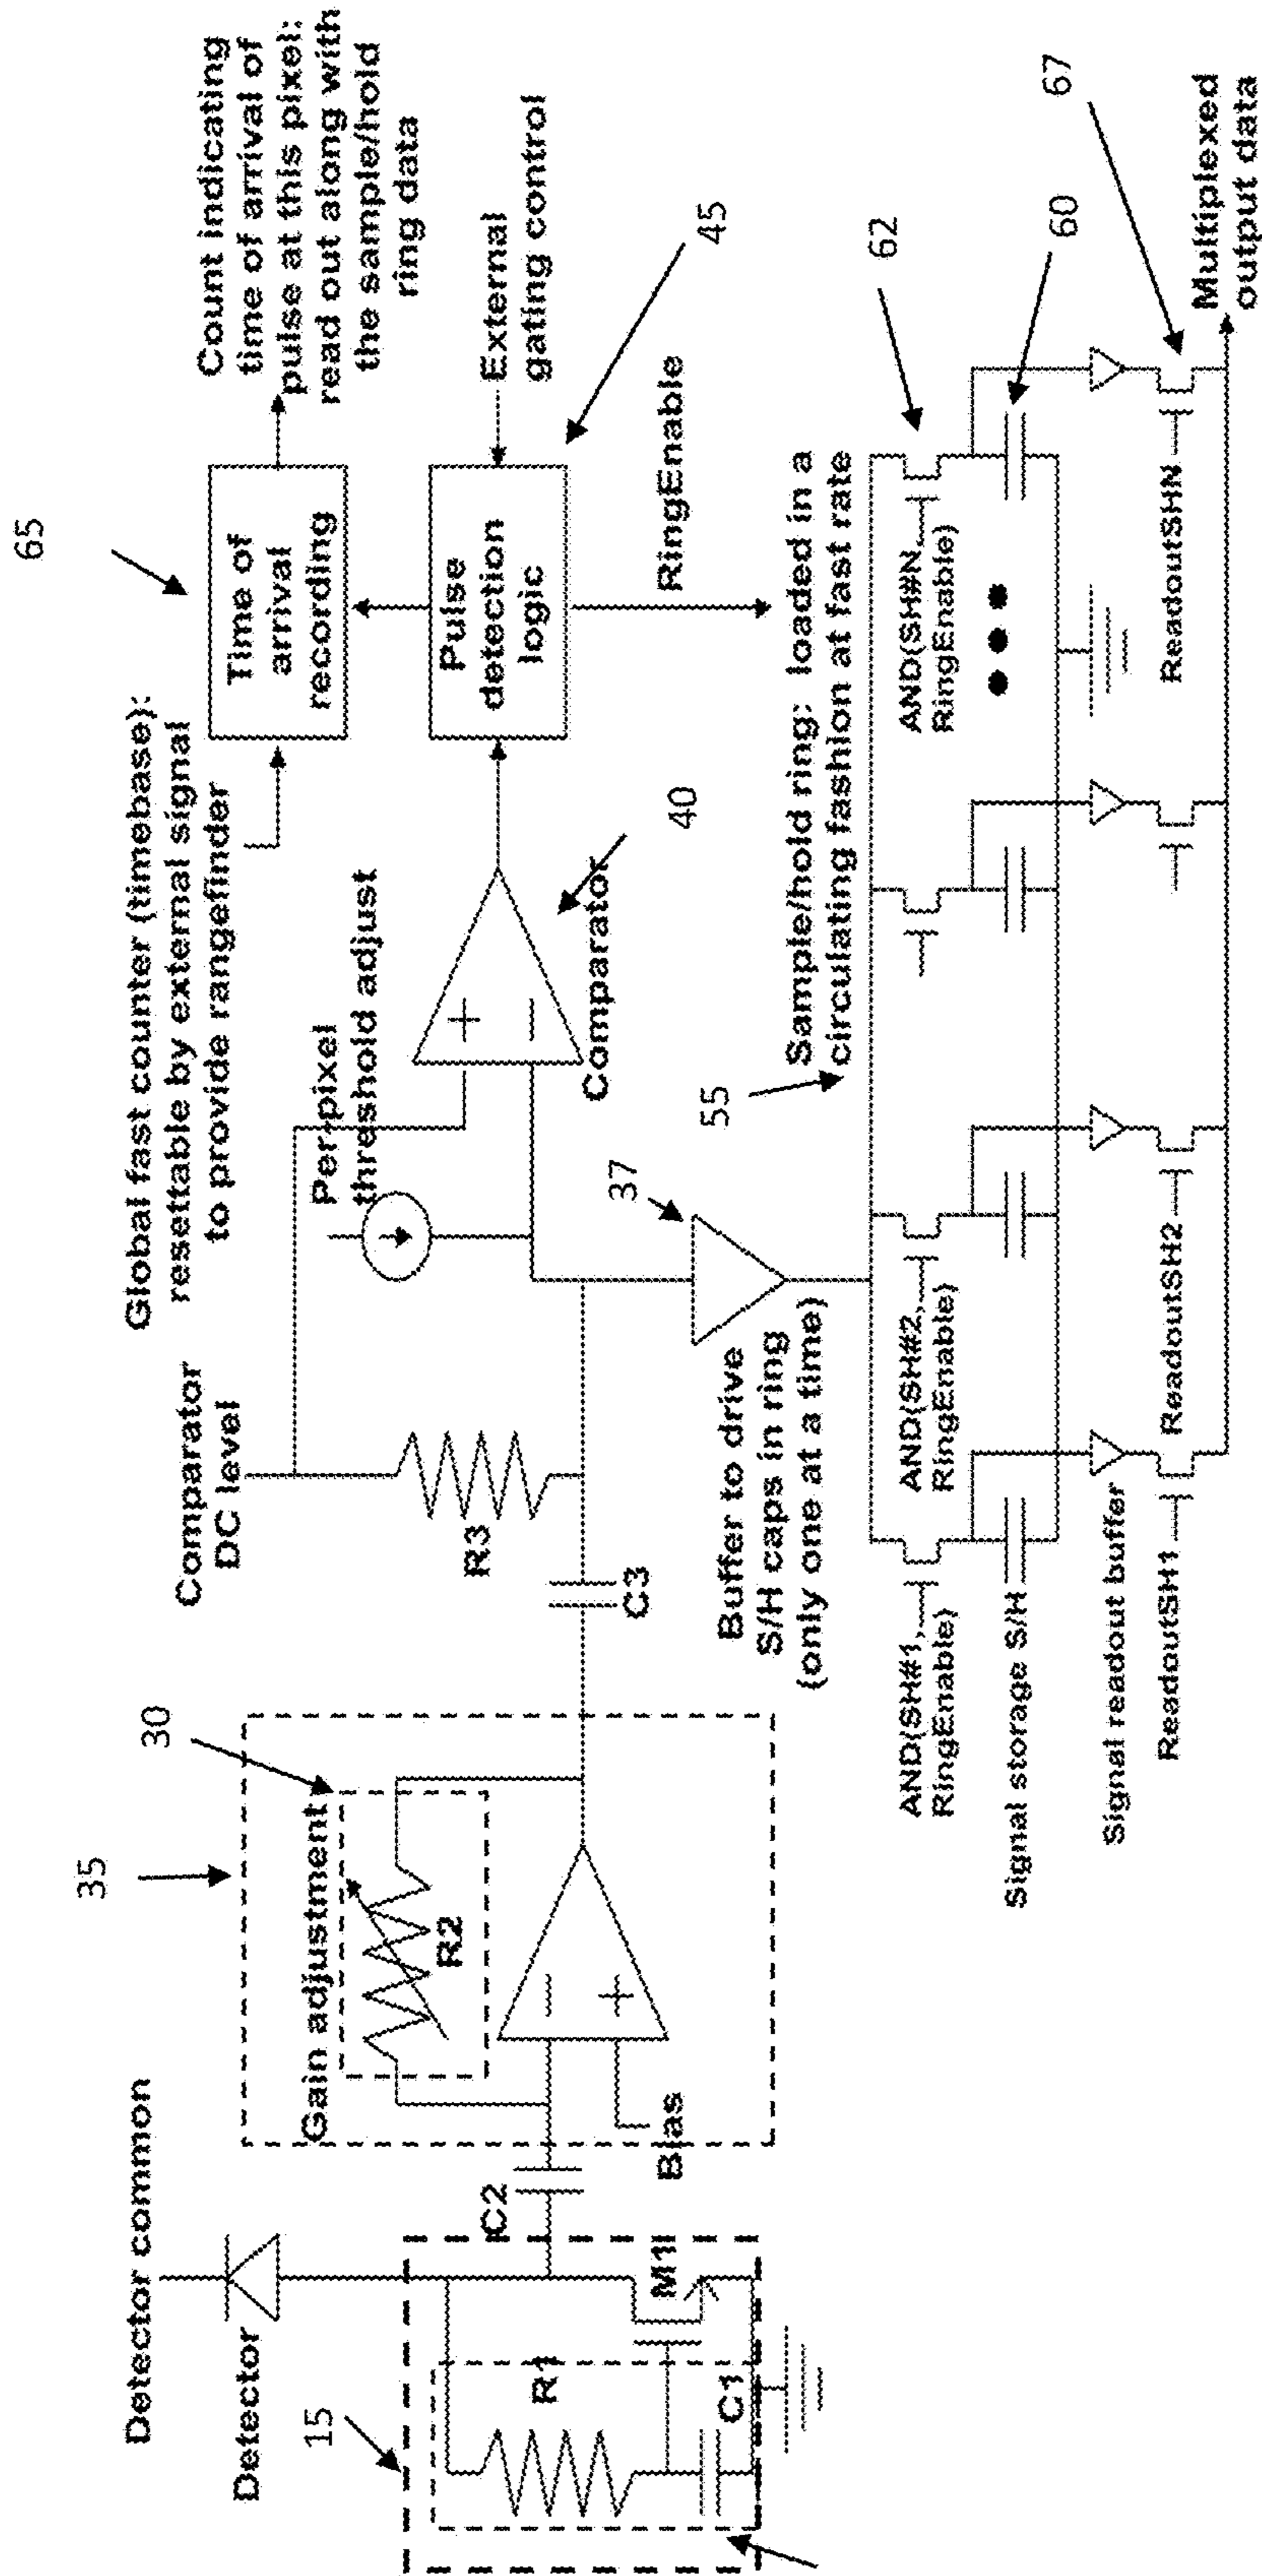 65
Global fast counter (timebase):
resettable by external signal
to provide rangefinder
Time of
arrival
recording
Count indicating
time of arrival of
pulse at this pixel:
read out along with
the sample/hold
ring data
Comparator
DC level
Per-pixel
threshold adjust
Pulse
detection
logic
External
gating control
45
RingEnable
+
−
Comparator
40
35
30
Gain adjustment
R2
−
+
Bias
R3
C3
Detector common
Detector
C2
15
R1
C1
M1
37
Buffer to drive
S/H caps in ring
(only one at a time)
55
Sample/hold ring: loaded in a
circulating fashion at fast rate
62
60
67
AND(SH#1,
RingEnable)
AND(SH#2,
RingEnable)
AND(SH#N,
RingEnable)
Signal storage S/H
Signal readout buffer
ReadoutSH1
ReadoutSH2
ReadoutSHN
Multiplexed
output data